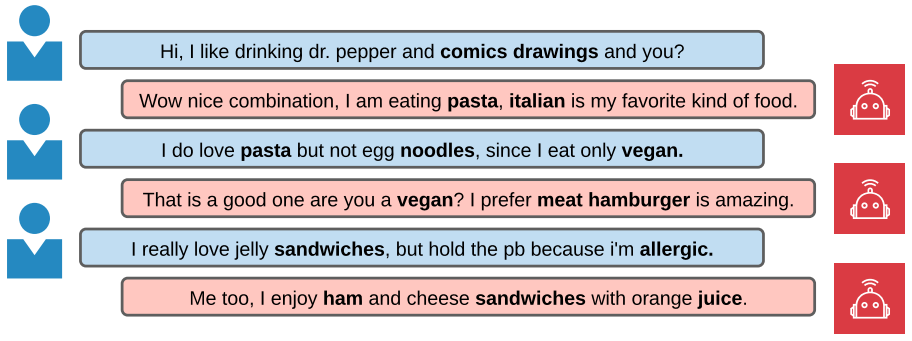 Hi, I like drinking dr. pepper and comics drawings and you?
Wow nice combination, I am eating pasta, italian is my favorite kind of food.
I do love pasta but not egg noodles, since I eat only vegan.
That is a good one are you a vegan? I prefer meat hamburger is amazing.
I really love jelly sandwiches, but hold the pb because i'm allergic.
Me too, I enjoy ham and cheese sandwiches with orange juice.